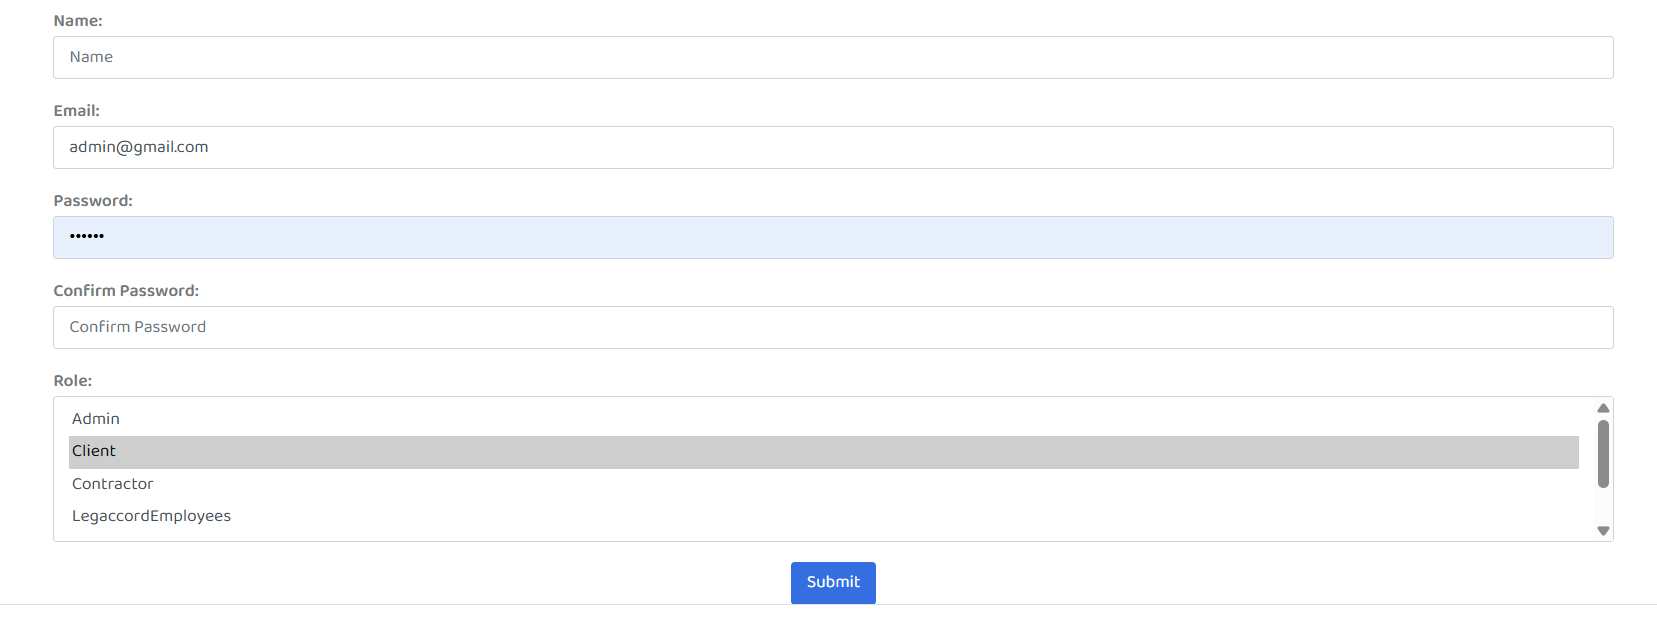 Name:
Name
Email:
admin@gmail.com
Password:
••••••
Confirm Password:
Confirm Password
Role:
Admin
Client
Contractor
LegaccordEmployees
Submit